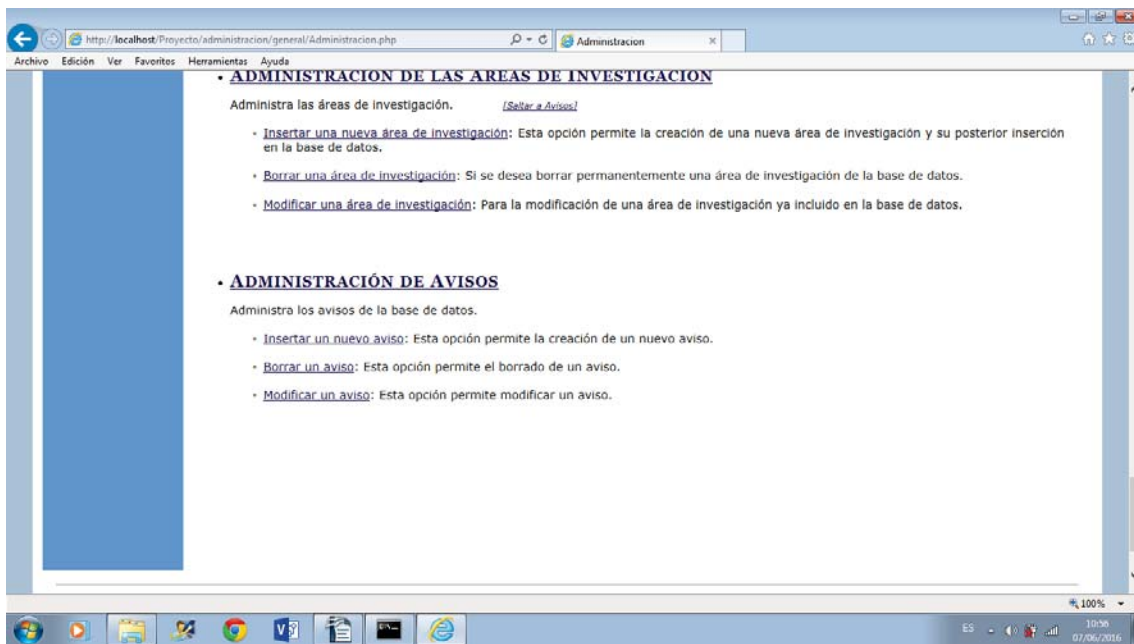 http://localhost/Proyecto/administracion/general/Administracion.php
Administracion
Archivo Edición Ver Favoritos Herramientas Ayuda
• ADMINISTRACION DE LAS AREAS DE INVESTIGACION
Administra las áreas de investigación. [Saltar a Avisos]
Insertar una nueva área de investigación: Esta opción permite la creación de una nueva área de investigación y su posterior inserción
en la base de datos.
Borrar una área de investigación: Si se desea borrar permanentemente una área de investigación de la base de datos.
Modificar una área de investigación: Para la modificación de una área de investigación ya incluido en la base de datos.
• ADMINISTRACIÓN DE AVISOS
Administra los avisos de la base de datos.
Insertar un nuevo aviso: Esta opción permite la creación de un nuevo aviso.
Borrar un aviso: Esta opción permite el borrado de un aviso.
Modificar un aviso: Esta opción permite modificar un aviso.
100%
ES
10:56
07/06/2016